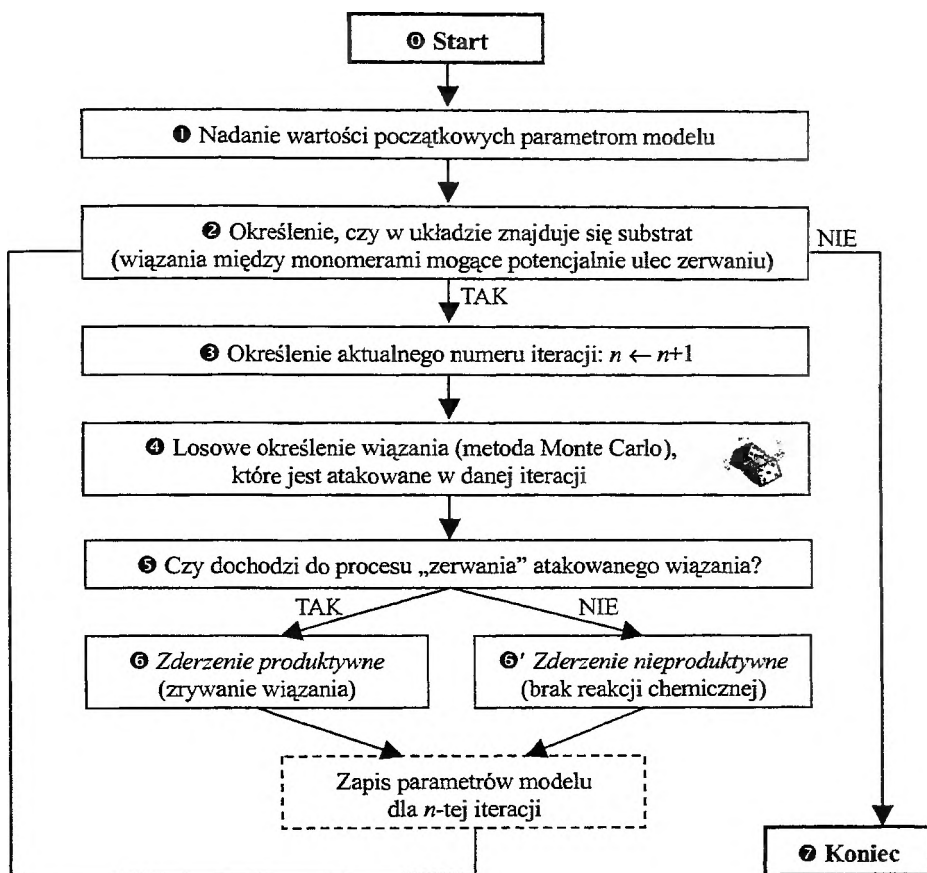 ⓿ Start
❶ Nadanie wartości początkowych parametrom modelu
❷ Określenie, czy w układzie znajduje się substrat
(wiązania między monomerami mogące potencjalnie ulec zerwaniu)
NIE
TAK
❸ Określenie aktualnego numeru iteracji: n ← n+1
❹ Losowe określenie wiązania (metoda Monte Carlo),
które jest atakowane w danej iteracji
❺ Czy dochodzi do procesu „zerwania” atakowanego wiązania?
TAK
NIE
❻ Zderzenie produktywne
(zrywanie wiązania)
❻' Zderzenie nieproduktywne
(brak reakcji chemicznej)
Zapis parametrów modelu
dla n-tej iteracji
❼ Koniec